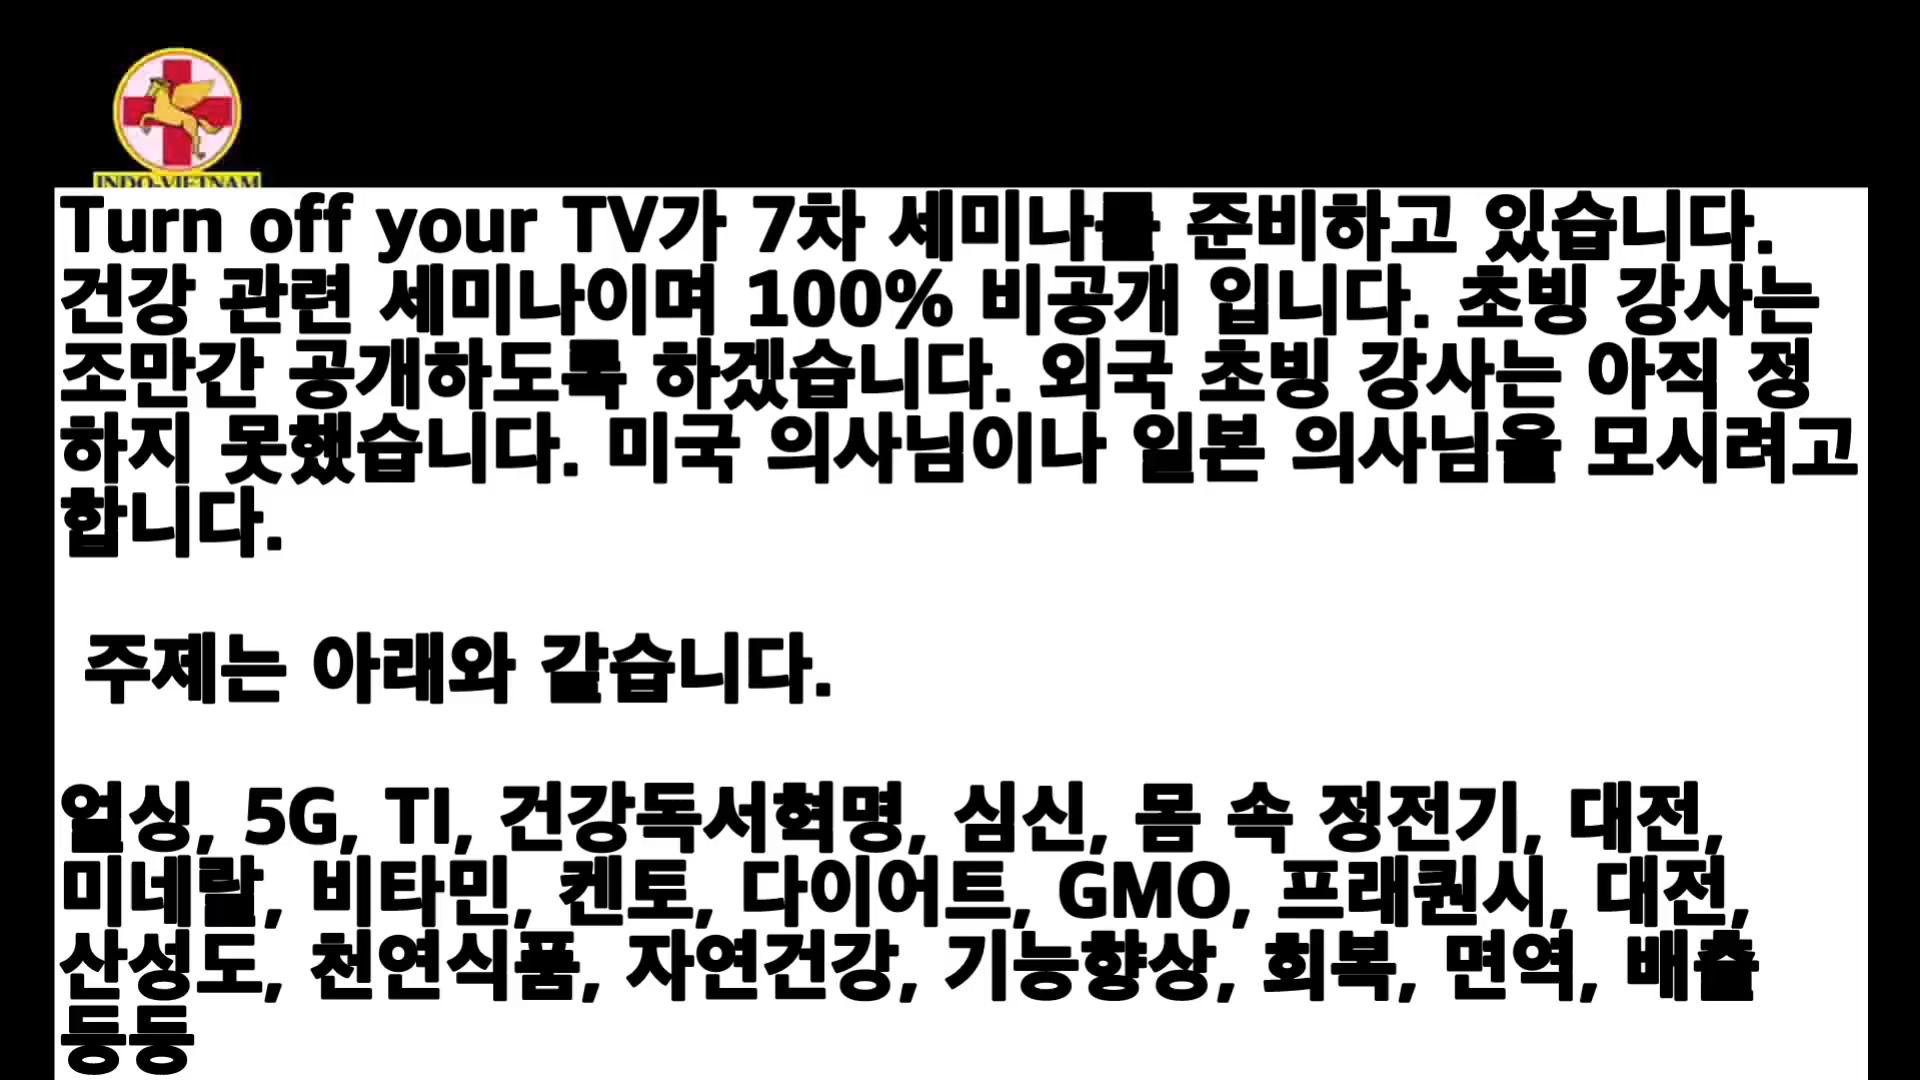 INDO-VIETNAM
Turn off your TV가 7차 세미나를 준비하고 있습니다.
건강 관련 세미나이며 100% 비공개 입니다. 초빙 강사는
조만간 공개하도록 하겠습니다. 외국 초빙 강사는 아직 정
하지 못했습니다. 미국 의사님이나 일본 의사님을 모시려고
합니다.
주제는 아래와 같습니다.
얼싱, 5G, TI, 건강독서혁명, 심신, 몸 속 정전기, 대전,
미네랄, 비타민, 켄토, 다이어트, GMO, 프래퀀시, 대전,
산성도, 천연식품, 자연건강, 기능향상, 회복, 면역, 배출
등등